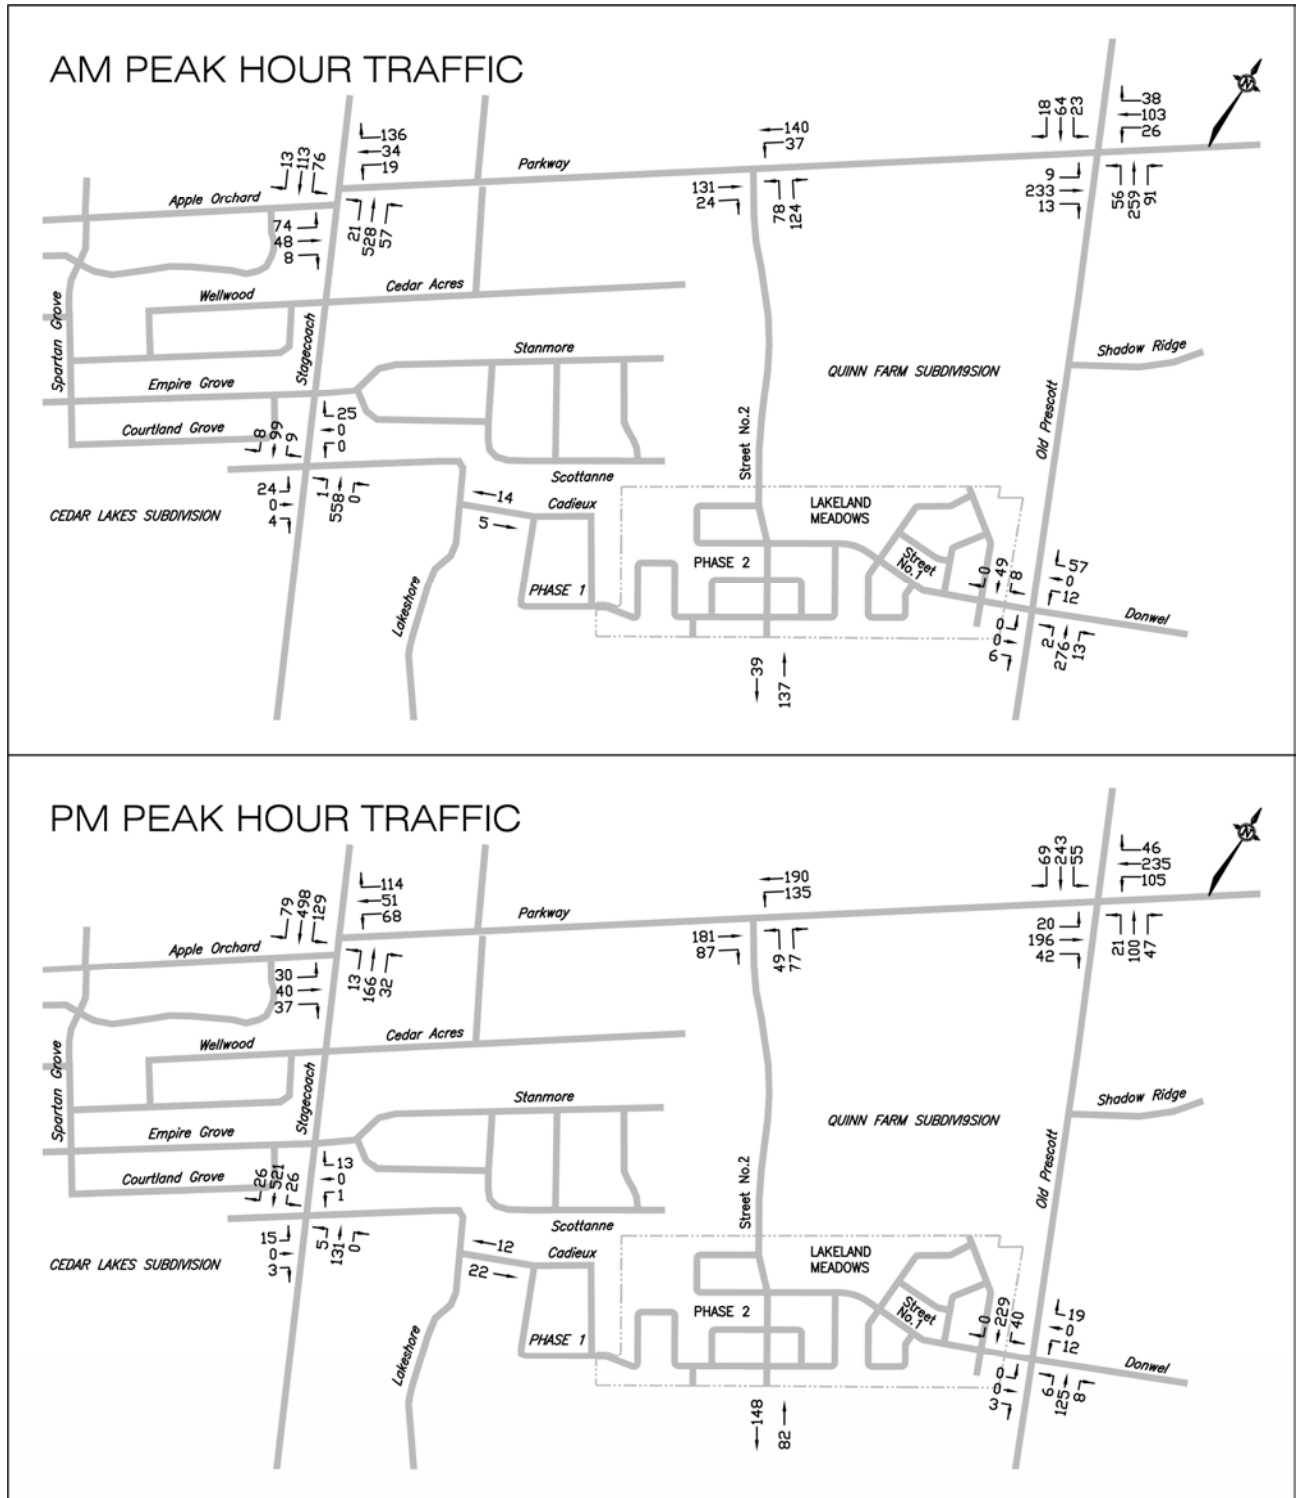 AM PEAK HOUR TRAFFIC
N
18
64
23
38
103
26
140
37
136
34
19
13
113
76
Parkway
131
24
78
124
9
233
13
56
259
91
Apple Orchard
74
48
8
21
528
57
Wellwood
Cedar Acres
Spartan Grove
Stagecoach
Stanmore
Shadow Ridge
Empire Grove
QUINN FARM SUBDIVI9SION
Old Prescott
Street No.2
Courtland Grove
8
99
9
25
0
0
Scottanne
24
0
4
1
558
0
CEDAR LAKES SUBDIVISION
14
5
Cadieux
LAKELAND
MEADOWS
PHASE 2
Street
No.1
PHASE 1
Lakeshore
0
49
8
57
0
12
Donwel
0
0
6
2
276
13
39
137
PM PEAK HOUR TRAFFIC
N
69
243
55
46
235
105
190
135
114
51
68
79
498
129
Parkway
181
87
49
77
20
196
42
21
100
47
Apple Orchard
30
40
37
13
166
32
Wellwood
Cedar Acres
Spartan Grove
Stagecoach
Stanmore
Shadow Ridge
Empire Grove
QUINN FARM SUBDIVI9SION
Old Prescott
Street No.2
Courtland Grove
26
521
26
13
0
1
Scottanne
15
0
3
5
131
0
CEDAR LAKES SUBDIVISION
12
22
Cadieux
LAKELAND
MEADOWS
PHASE 2
Street
No.1
PHASE 1
Lakeshore
0
229
40
19
0
12
Donwel
0
0
3
6
125
8
148
82